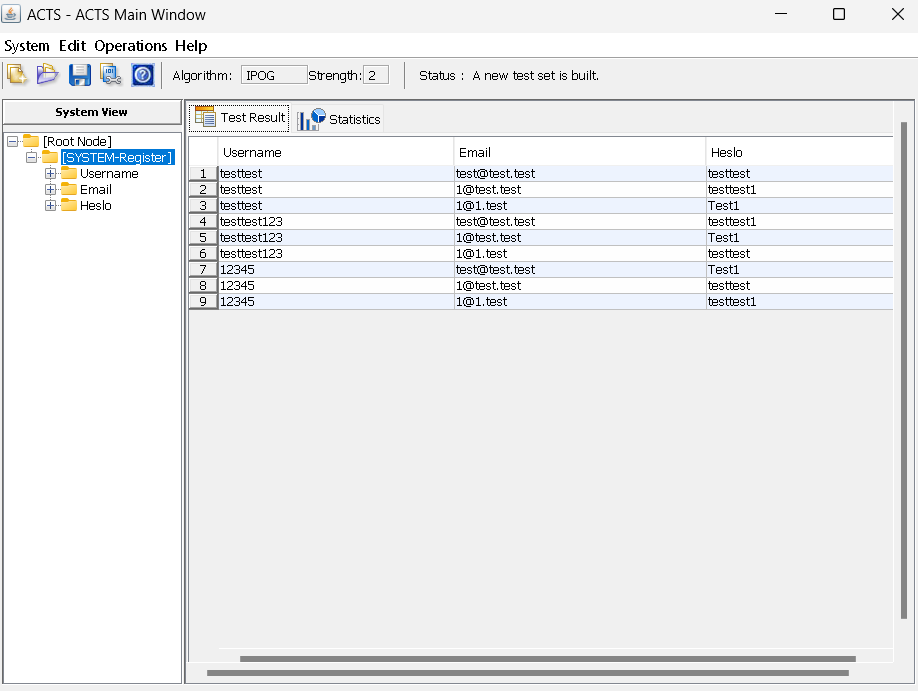 ACTS - ACTS Main Window
System Edit Operations Help
Algorithm: IPOG Strength: 2 Status : A new test set is built.
System View
[Root Node]
[SYSTEM-Register]
Username
Email
Heslo
Test Result Statistics
Username Email Heslo
1 testtest test@test.test testtest
2 testtest 1@test.test testtest1
3 testtest 1@1.test Test1
4 testtest123 test@test.test testtest1
5 testtest123 1@test.test Test1
6 testtest123 1@1.test testtest
7 12345 test@test.test Test1
8 12345 1@test.test testtest
9 12345 1@1.test testtest1